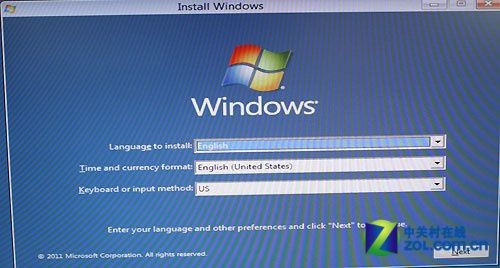 Install Windows
Windows®
Language to install: English
Time and currency format: English (United States)
Keyboard or input method: US
Enter your language and other preferences and click "Next" to
中关村在线
zol.com.cn
© 2011 Microsoft Corporation. All rights reserved.
Next